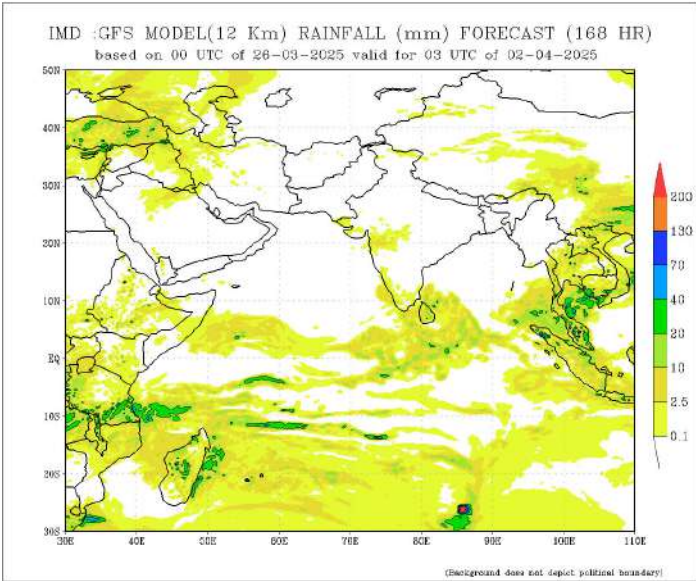 IMD :GFS MODEL(12 Km) RAINFALL (mm) FORECAST (168 HR)
based on 00 UTC of 26-03-2025 valid for 03 UTC of 02-04-2025
50N
40N
30N
20N
10N
EQ
10S
20S
30S
30E 40E 50E 60E 70E 80E 90E 100E 110E
200
130
70
40
20
10
2.5
0.1
(Background does not depict political boundary)